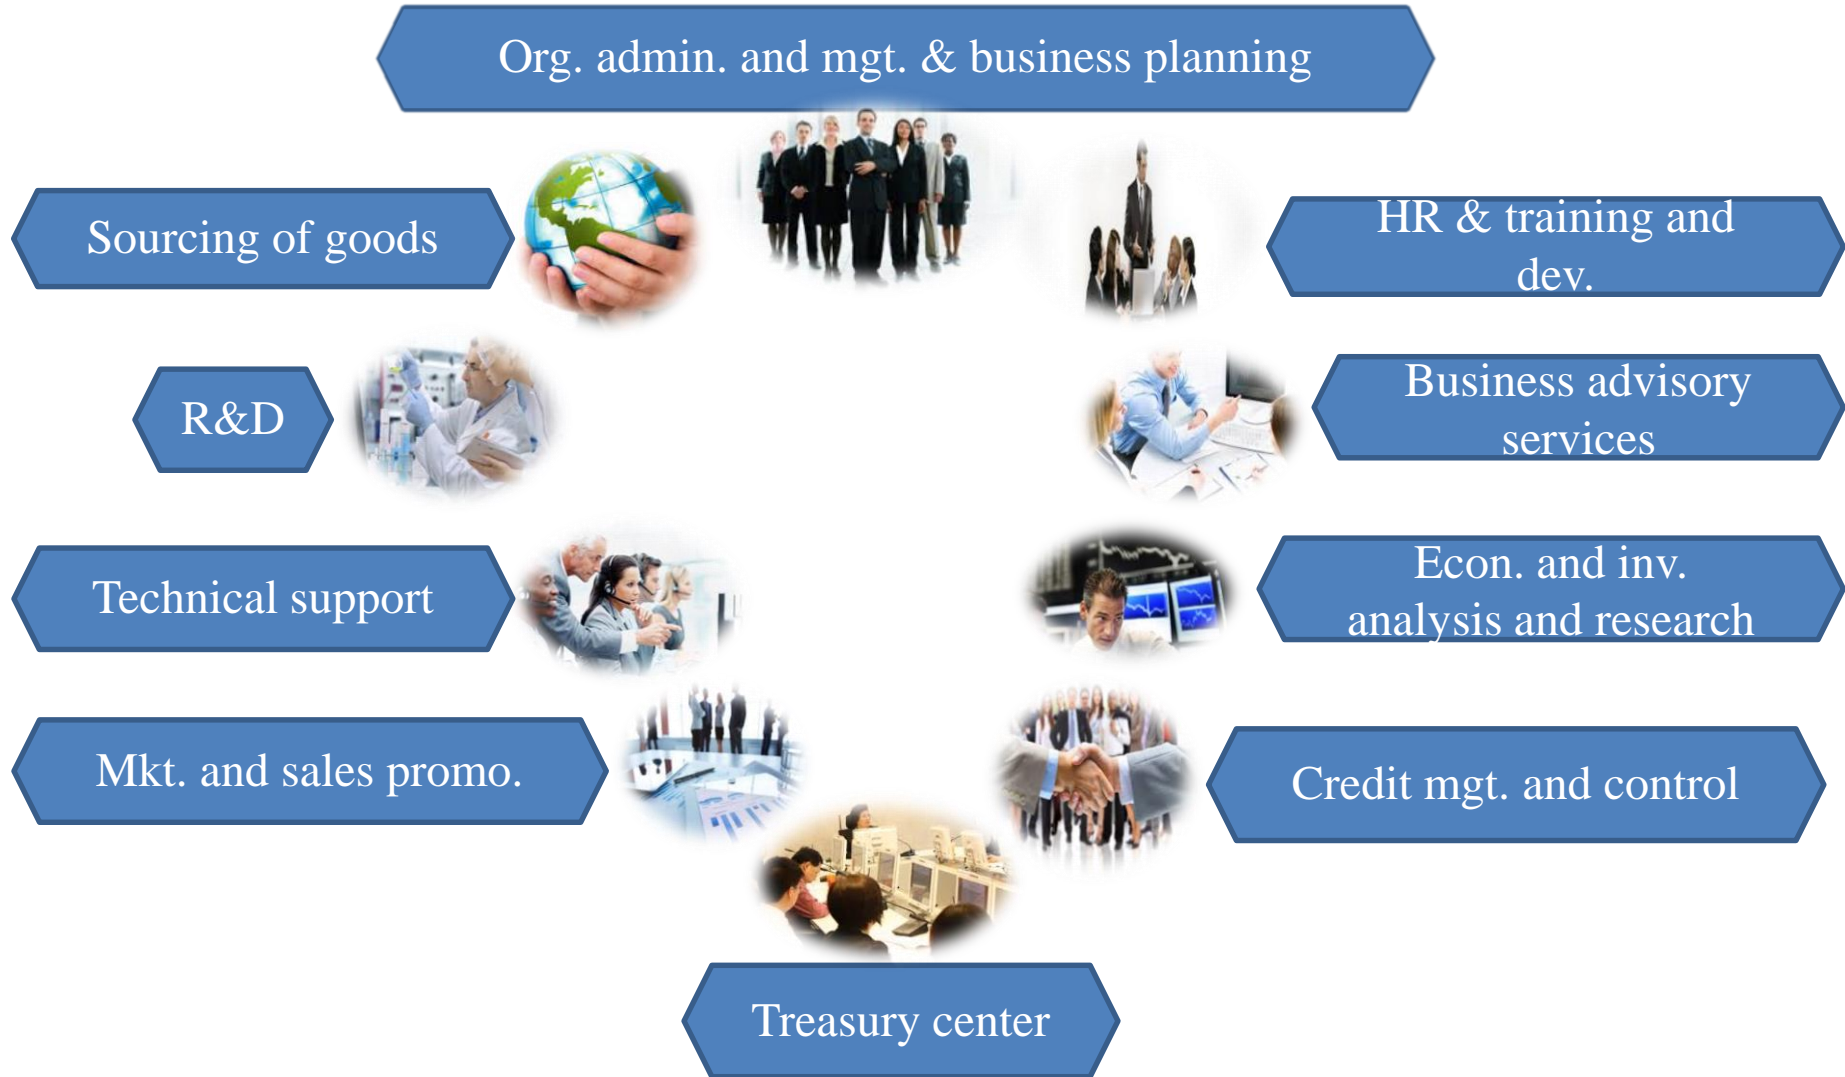 Org. admin. and mgt. & business planning
Sourcing of goods
HR & training and
dev.
R&D
Business advisory
services
Technical support
Econ. and inv.
analysis and research
Mkt. and sales promo.
Credit mgt. and control
Treasury center